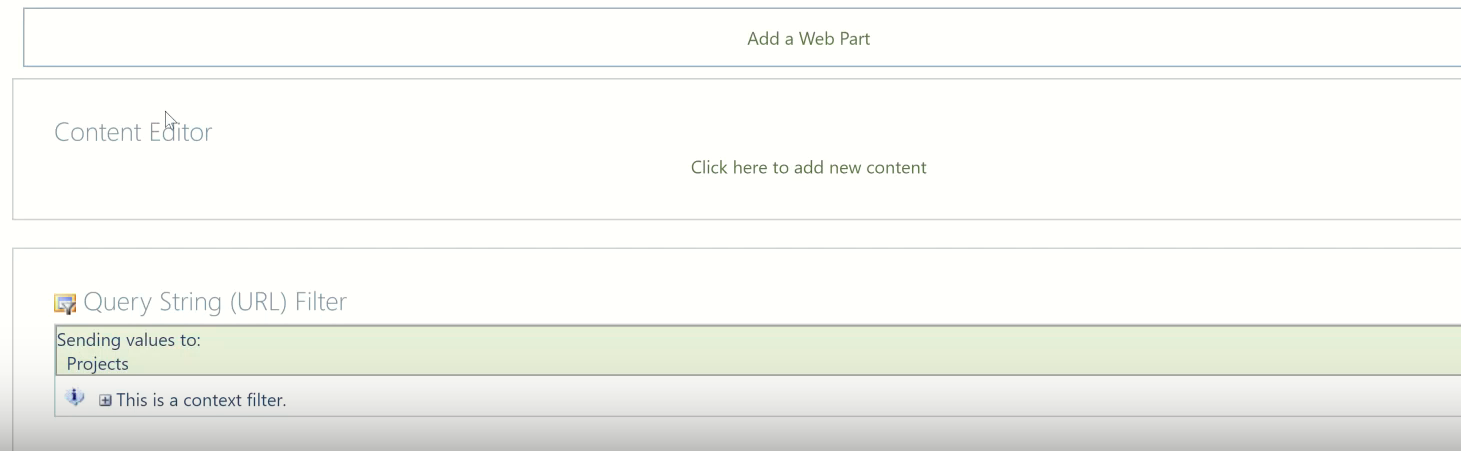 Add a Web Part
Content Editor
Click here to add new content
Query String (URL) Filter
Sending values to:
Projects
This is a context filter.